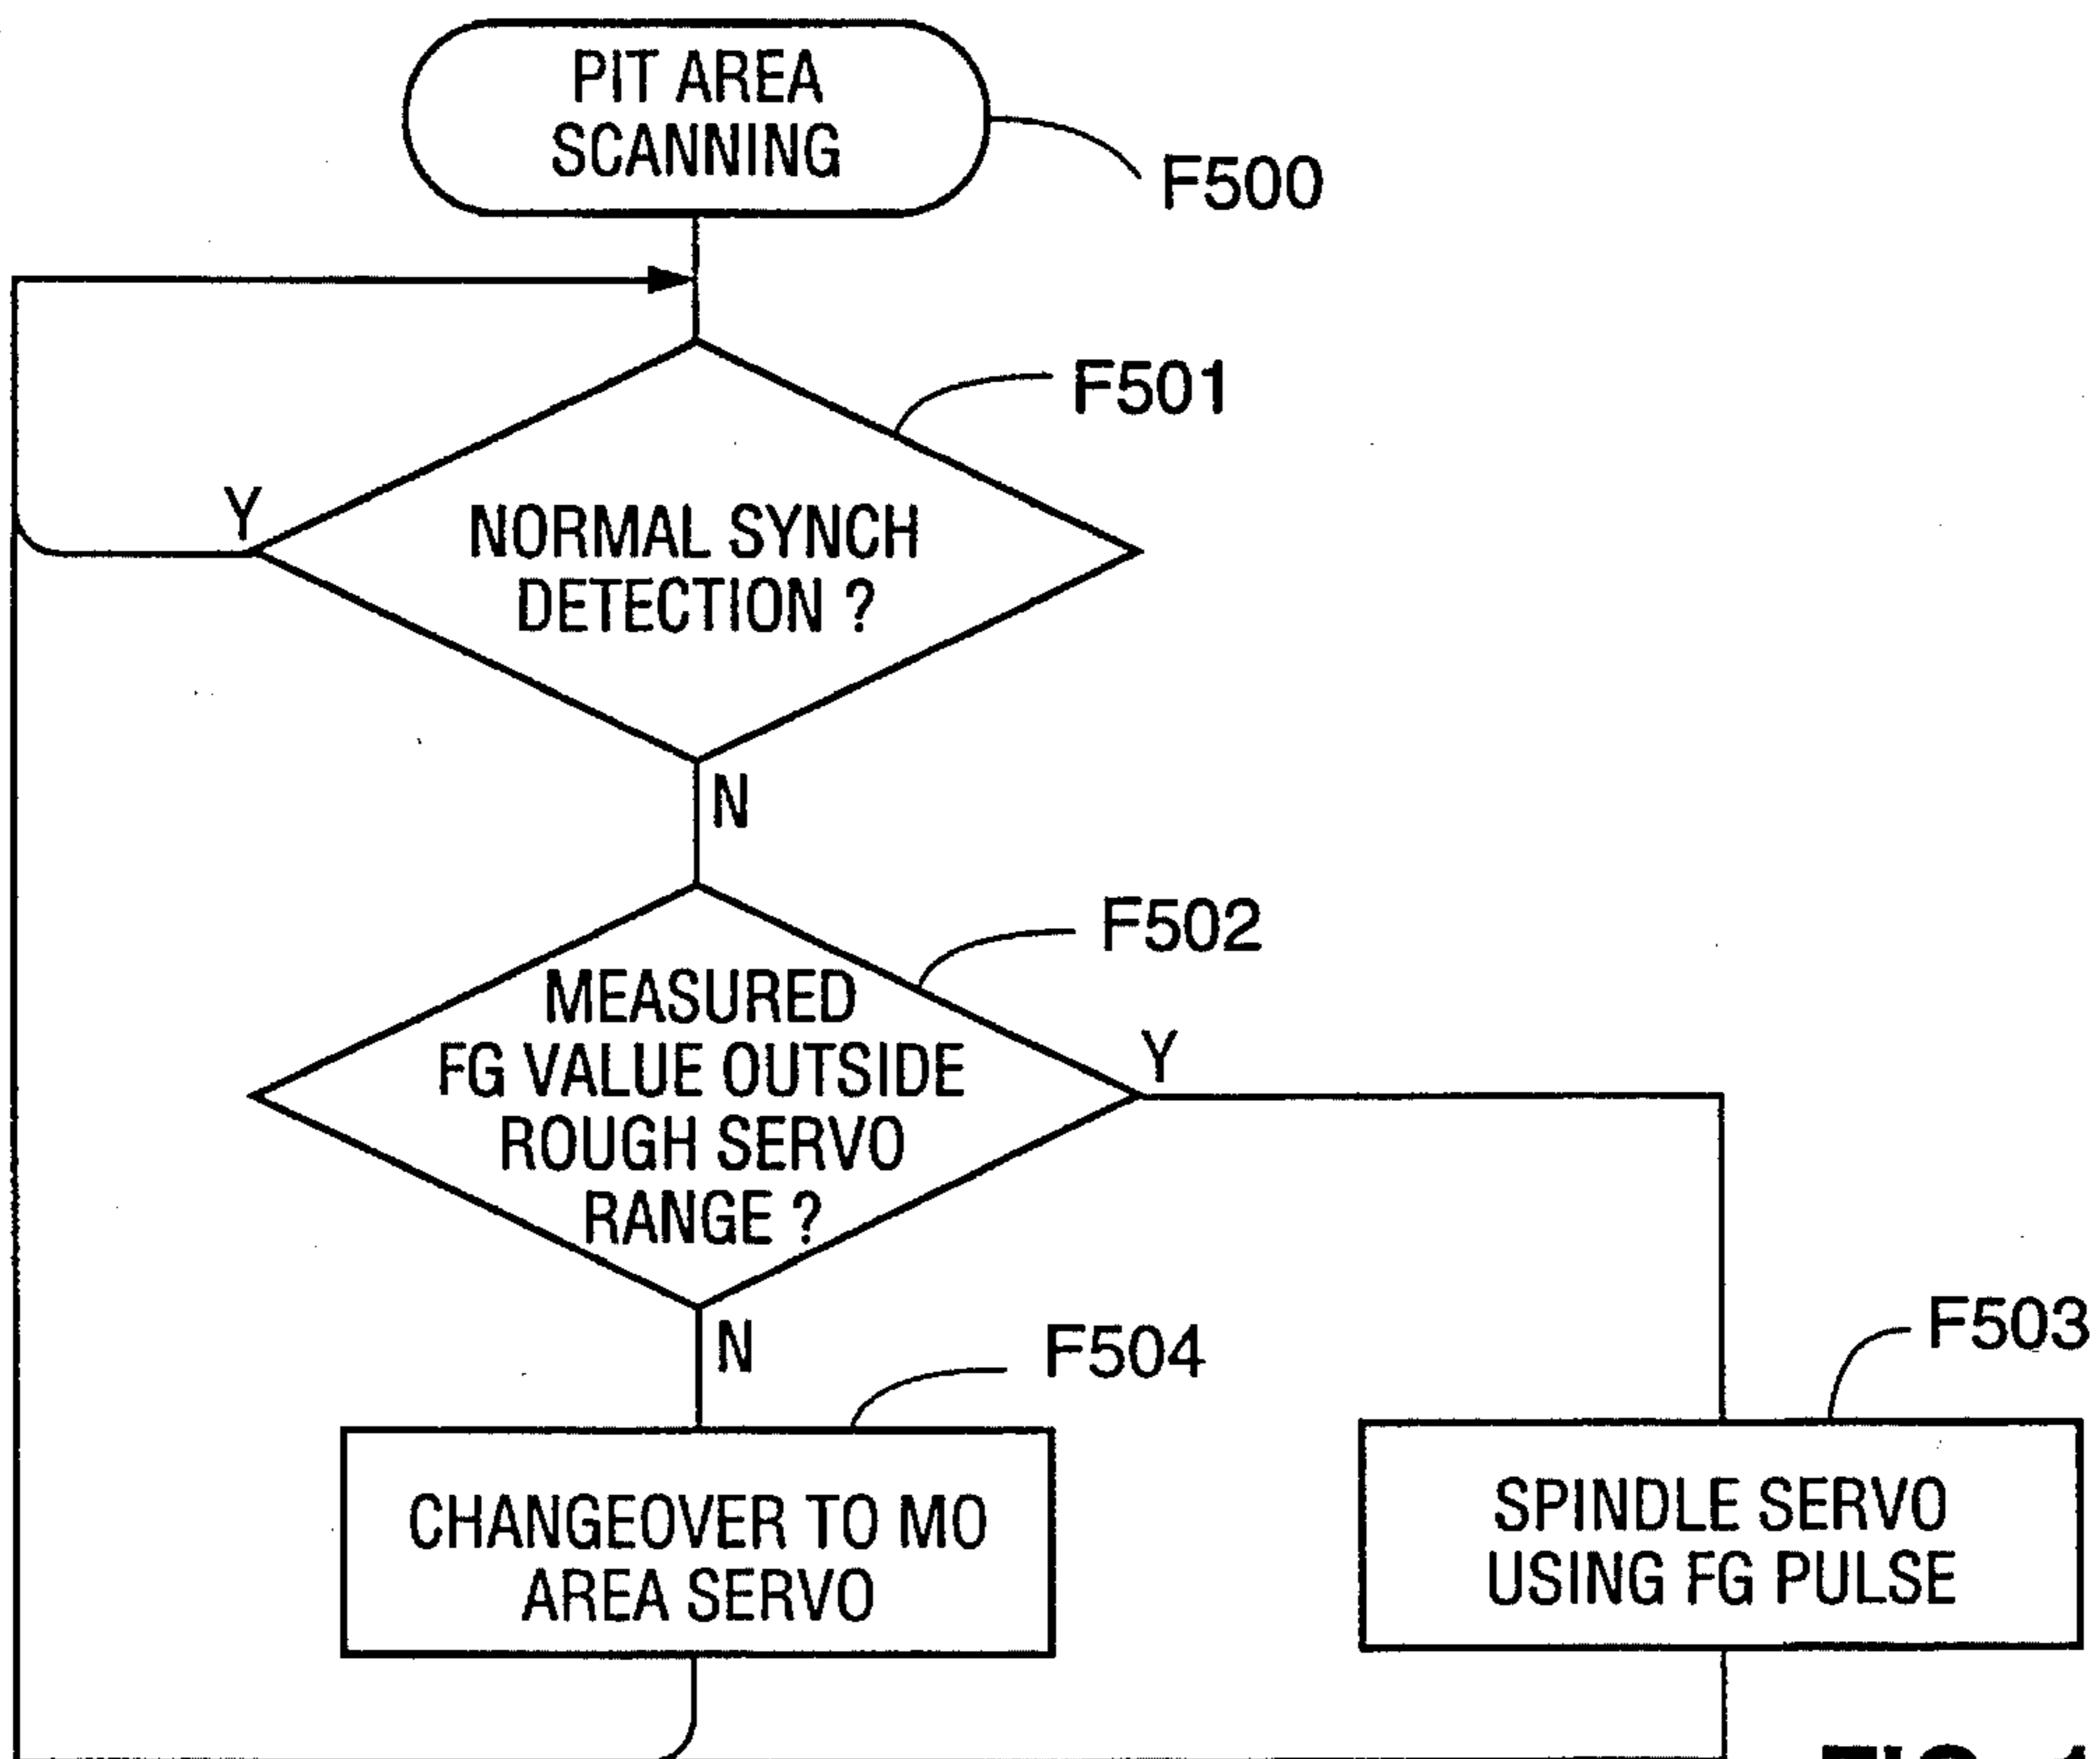 PIT AREA
SCANNING
F500
F501
Y
NORMAL SYNCH
DETECTION ?
N
F502
MEASURED
FG VALUE OUTSIDE
ROUGH SERVO
RANGE ?
Y
N
F504
F503
CHANGEOVER TO MO
AREA SERVO
SPINDLE SERVO
USING FG PULSE